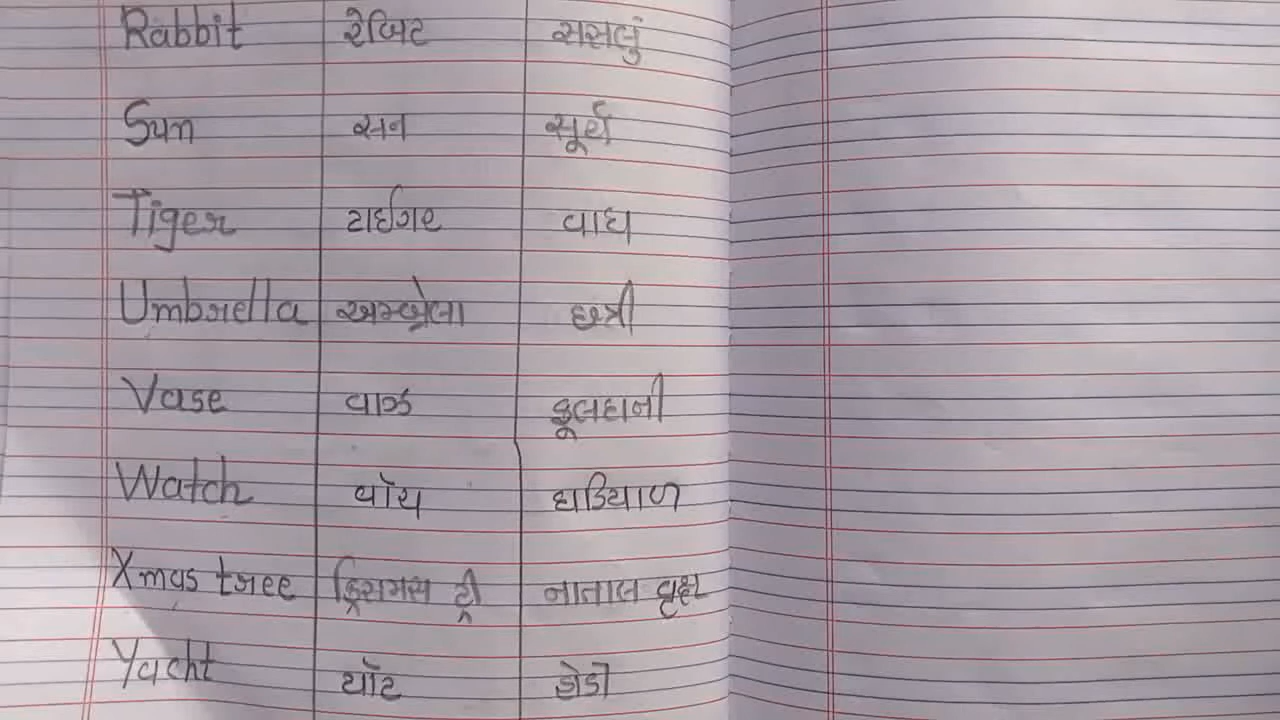 Rabbit રેબિટ સસલું
Sun સન સૂર્ય
Tiger ટાઈગર વાઘ
Umbrella અમ્બ્રેલા છત્રી
Vase વાઝ ફૂલદાની
Watch વૉચ ઘડિયાળ
Xmas tree ક્રિસમસ ટ્રી નાતાલ વૃક્ષ
Yacht યૉટ હોડી